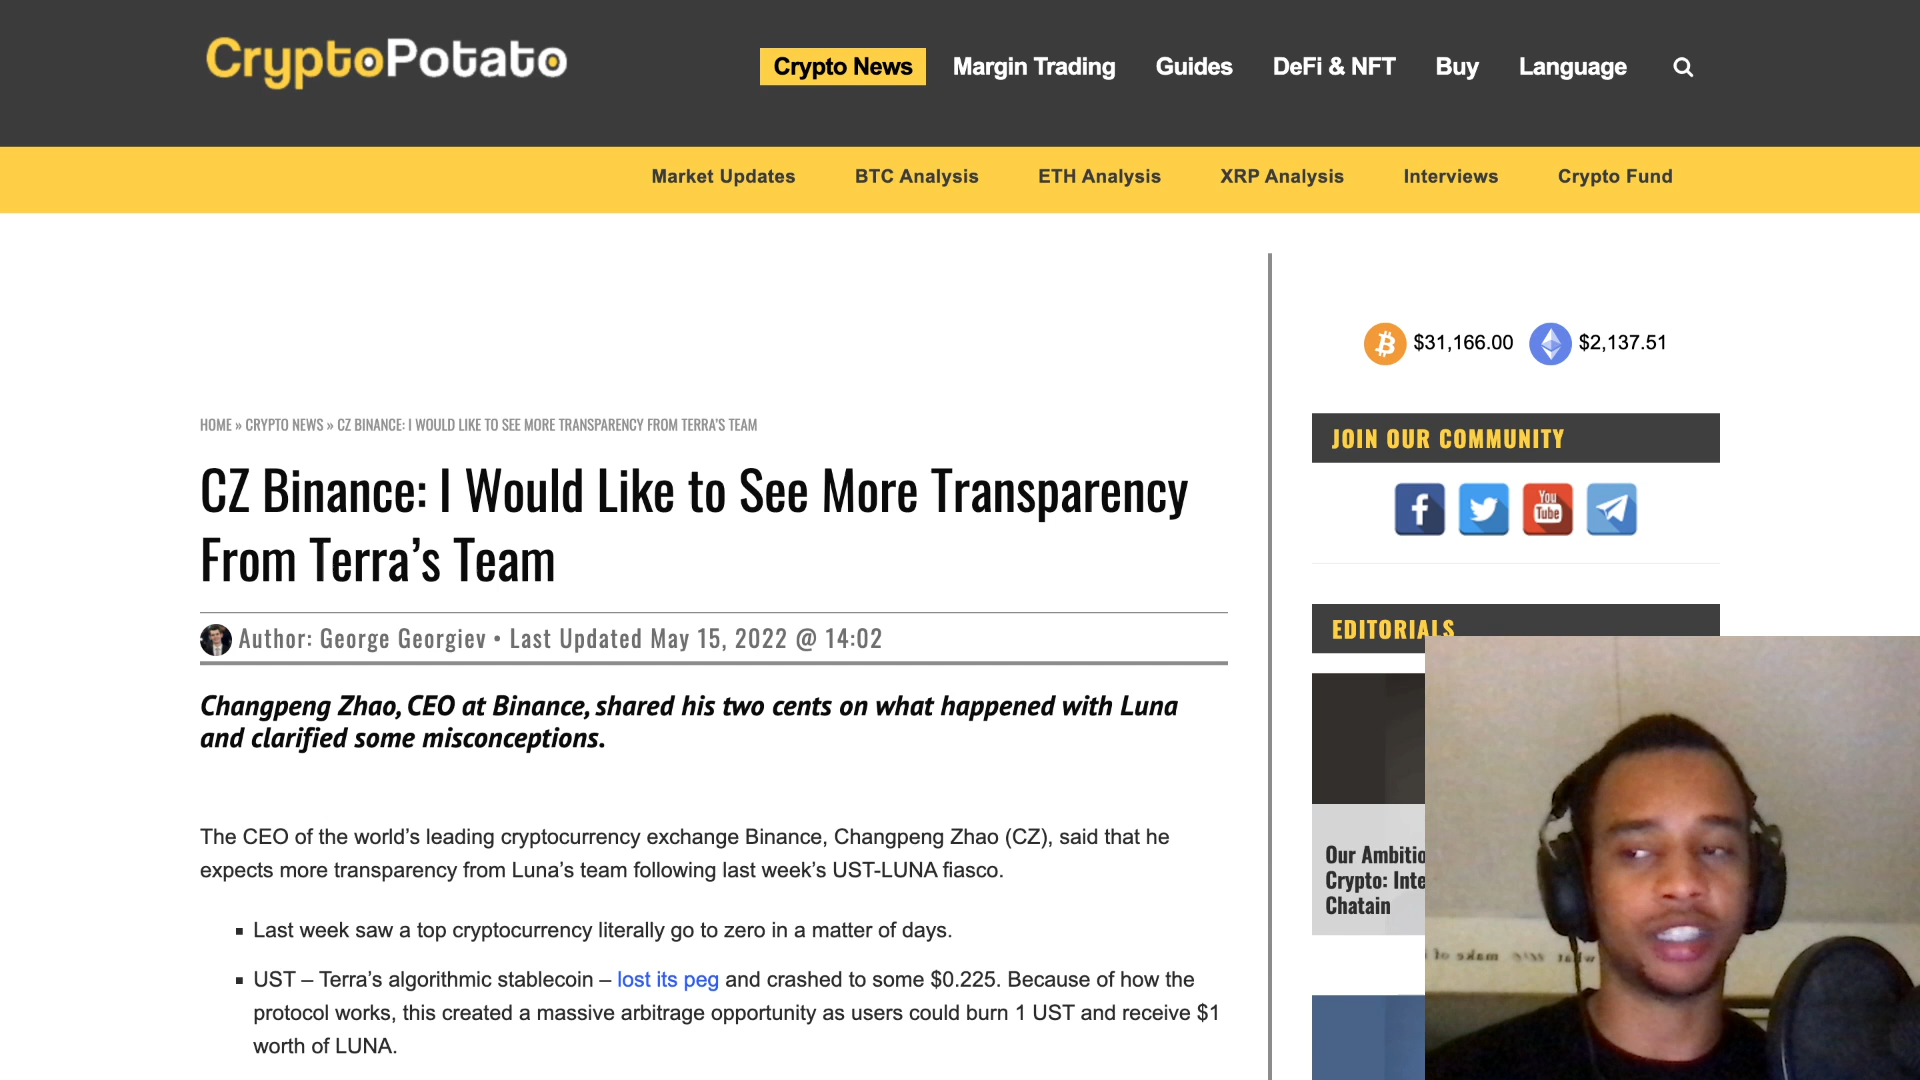 CryptoPotato
Crypto News Margin Trading Guides DeFi & NFT Buy Language
Market Updates BTC Analysis ETH Analysis XRP Analysis Interviews Crypto Fund
$31,166.00 $2,137.51
HOME » CRYPTO NEWS » CZ BINANCE: I WOULD LIKE TO SEE MORE TRANSPARENCY FROM TERRA'S TEAM
CZ Binance: I Would Like to See More Transparency
From Terra's Team
Author: George Georgiev • Last Updated May 15, 2022 @ 14:02
Changpeng Zhao, CEO at Binance, shared his two cents on what happened with Luna
and clarified some misconceptions.
The CEO of the world's leading cryptocurrency exchange Binance, Changpeng Zhao (CZ), said that he
expects more transparency from Luna's team following last week's UST-LUNA fiasco.
▪ Last week saw a top cryptocurrency literally go to zero in a matter of days.
▪ UST – Terra's algorithmic stablecoin – lost its peg and crashed to some $0.225. Because of how the
protocol works, this created a massive arbitrage opportunity as users could burn 1 UST and receive $1
worth of LUNA.
JOIN OUR COMMUNITY
f
You
Tube
EDITORIALS
Our Ambitio
Crypto: Inte
Chatain
of make